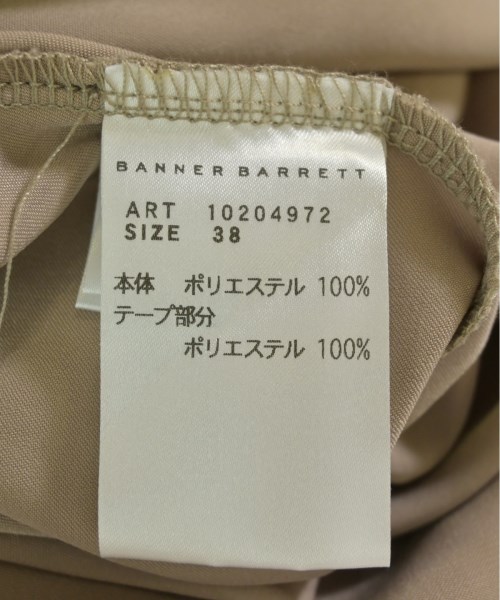 BANNER BARRETT
ART 10204972
SIZE 38
本体 ポリエステル 100%
テープ部分
ポリエステル 100%